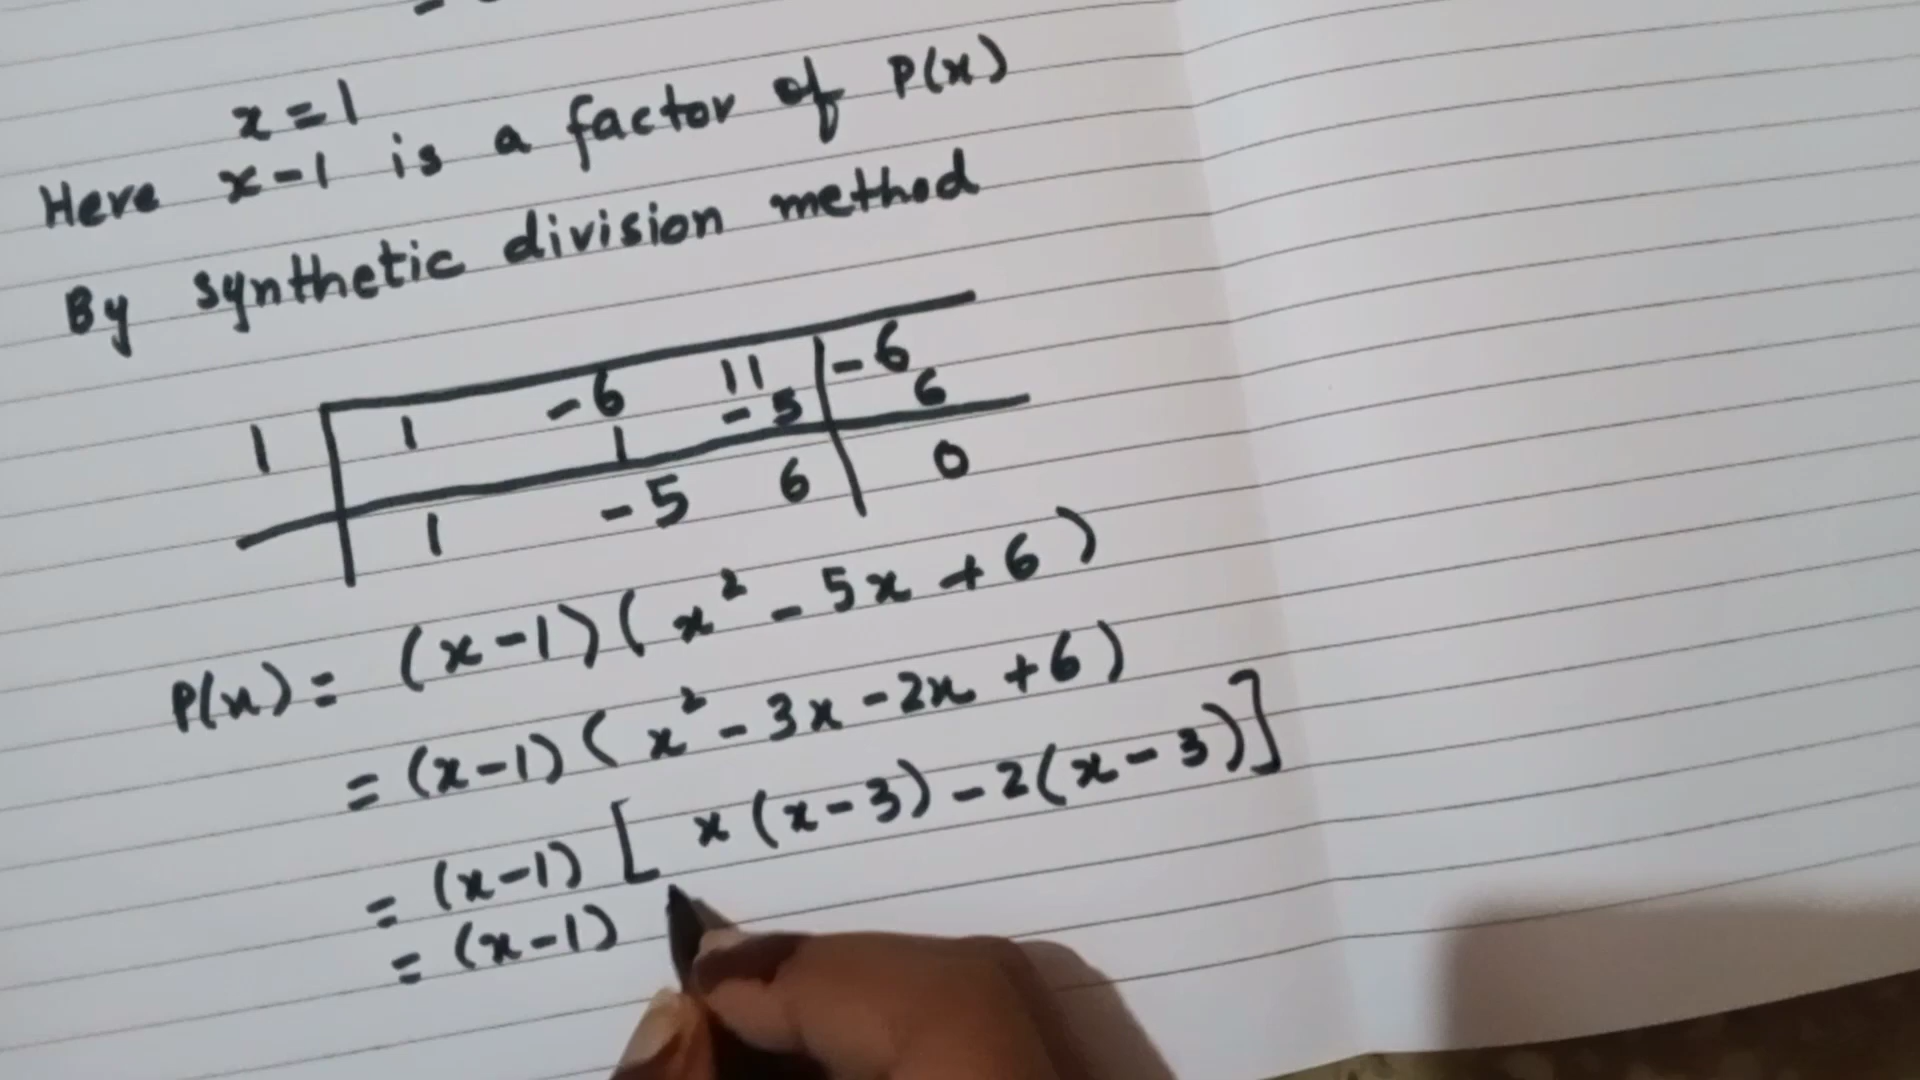 x = 1
Here x-1 is a factor of P(x)
By synthetic division method
1 1 -6 11 -6
1 -5 6
1 -5 6 0
P(x) = (x-1)(x² - 5x + 6)
= (x-1)(x² - 3x - 2x + 6)
= (x-1)[x(x-3) - 2(x-3)]
= (x-1)